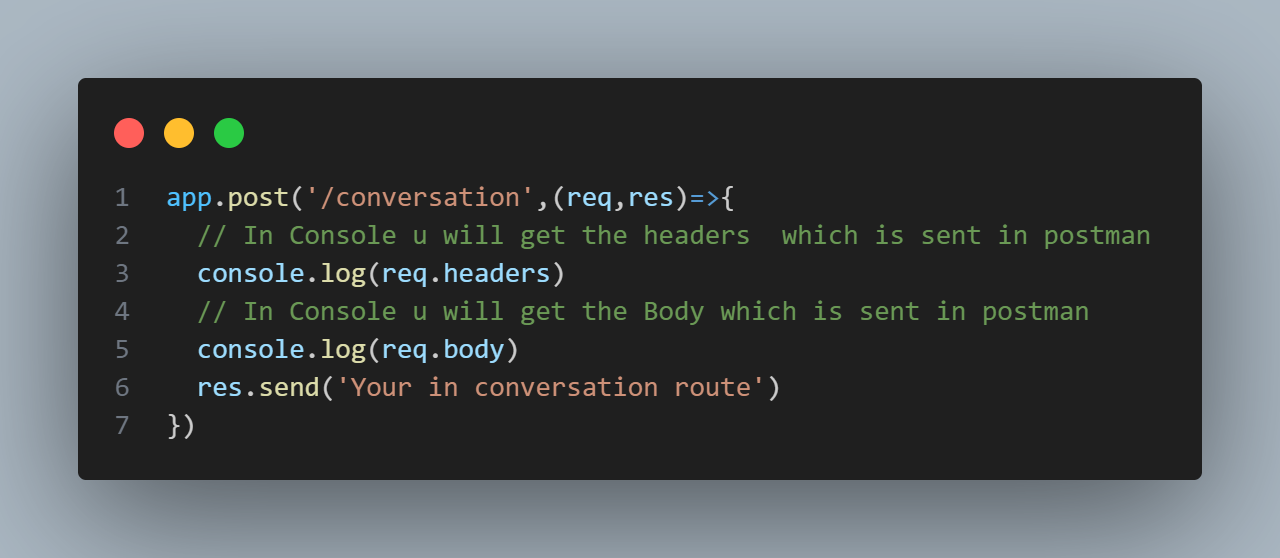 1 app.post('/conversation',(req,res)=>{
2   // In Console u will get the headers  which is sent in postman
3   console.log(req.headers)
4   // In Console u will get the Body which is sent in postman
5   console.log(req.body)
6   res.send('Your in conversation route')
7 })